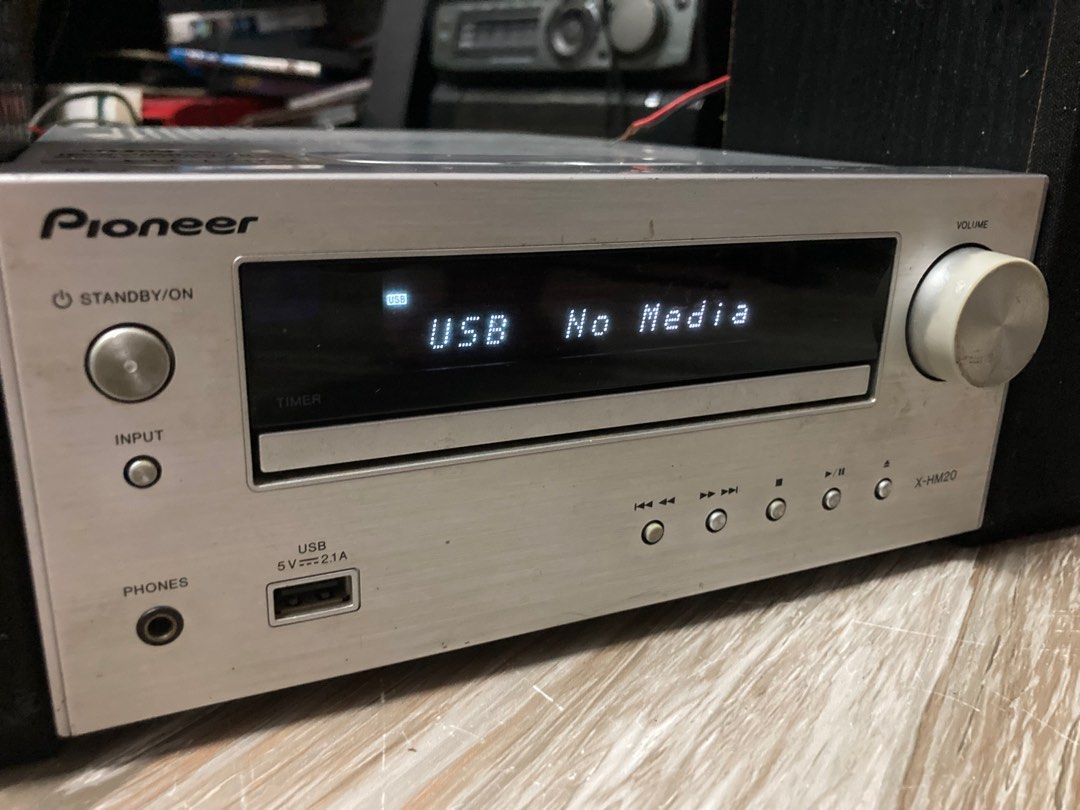 Pioneer
VOLUME
STANDBY/ON
USB
USB No Media
TIMER
INPUT
X-HM20
USB
5V 2.1A
PHONES